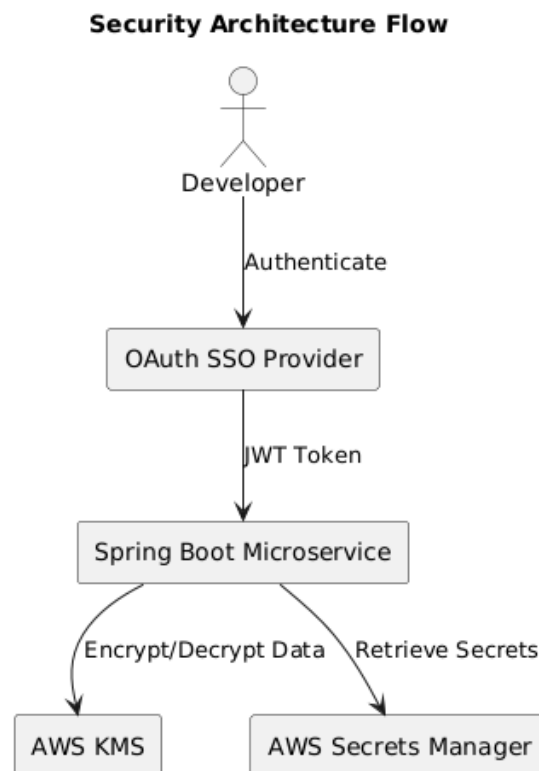 Security Architecture Flow
Developer
Authenticate
OAuth SSO Provider
JWT Token
Spring Boot Microservice
Encrypt/Decrypt Data
Retrieve Secrets
AWS KMS
AWS Secrets Manager